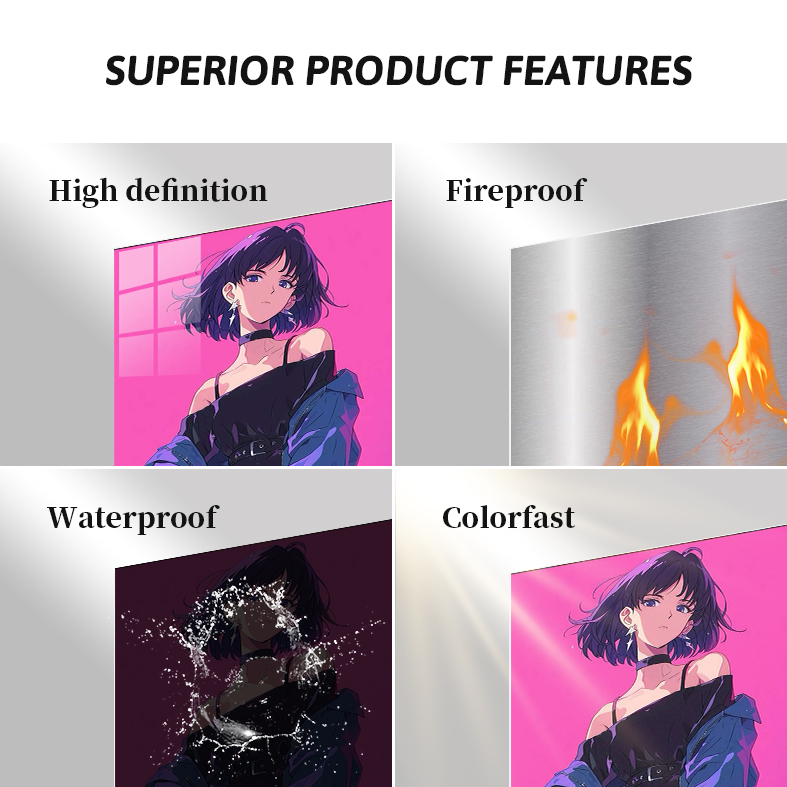 SUPERIOR PRODUCT FEATURES
High definition
Fireproof
Waterproof
Colorfast